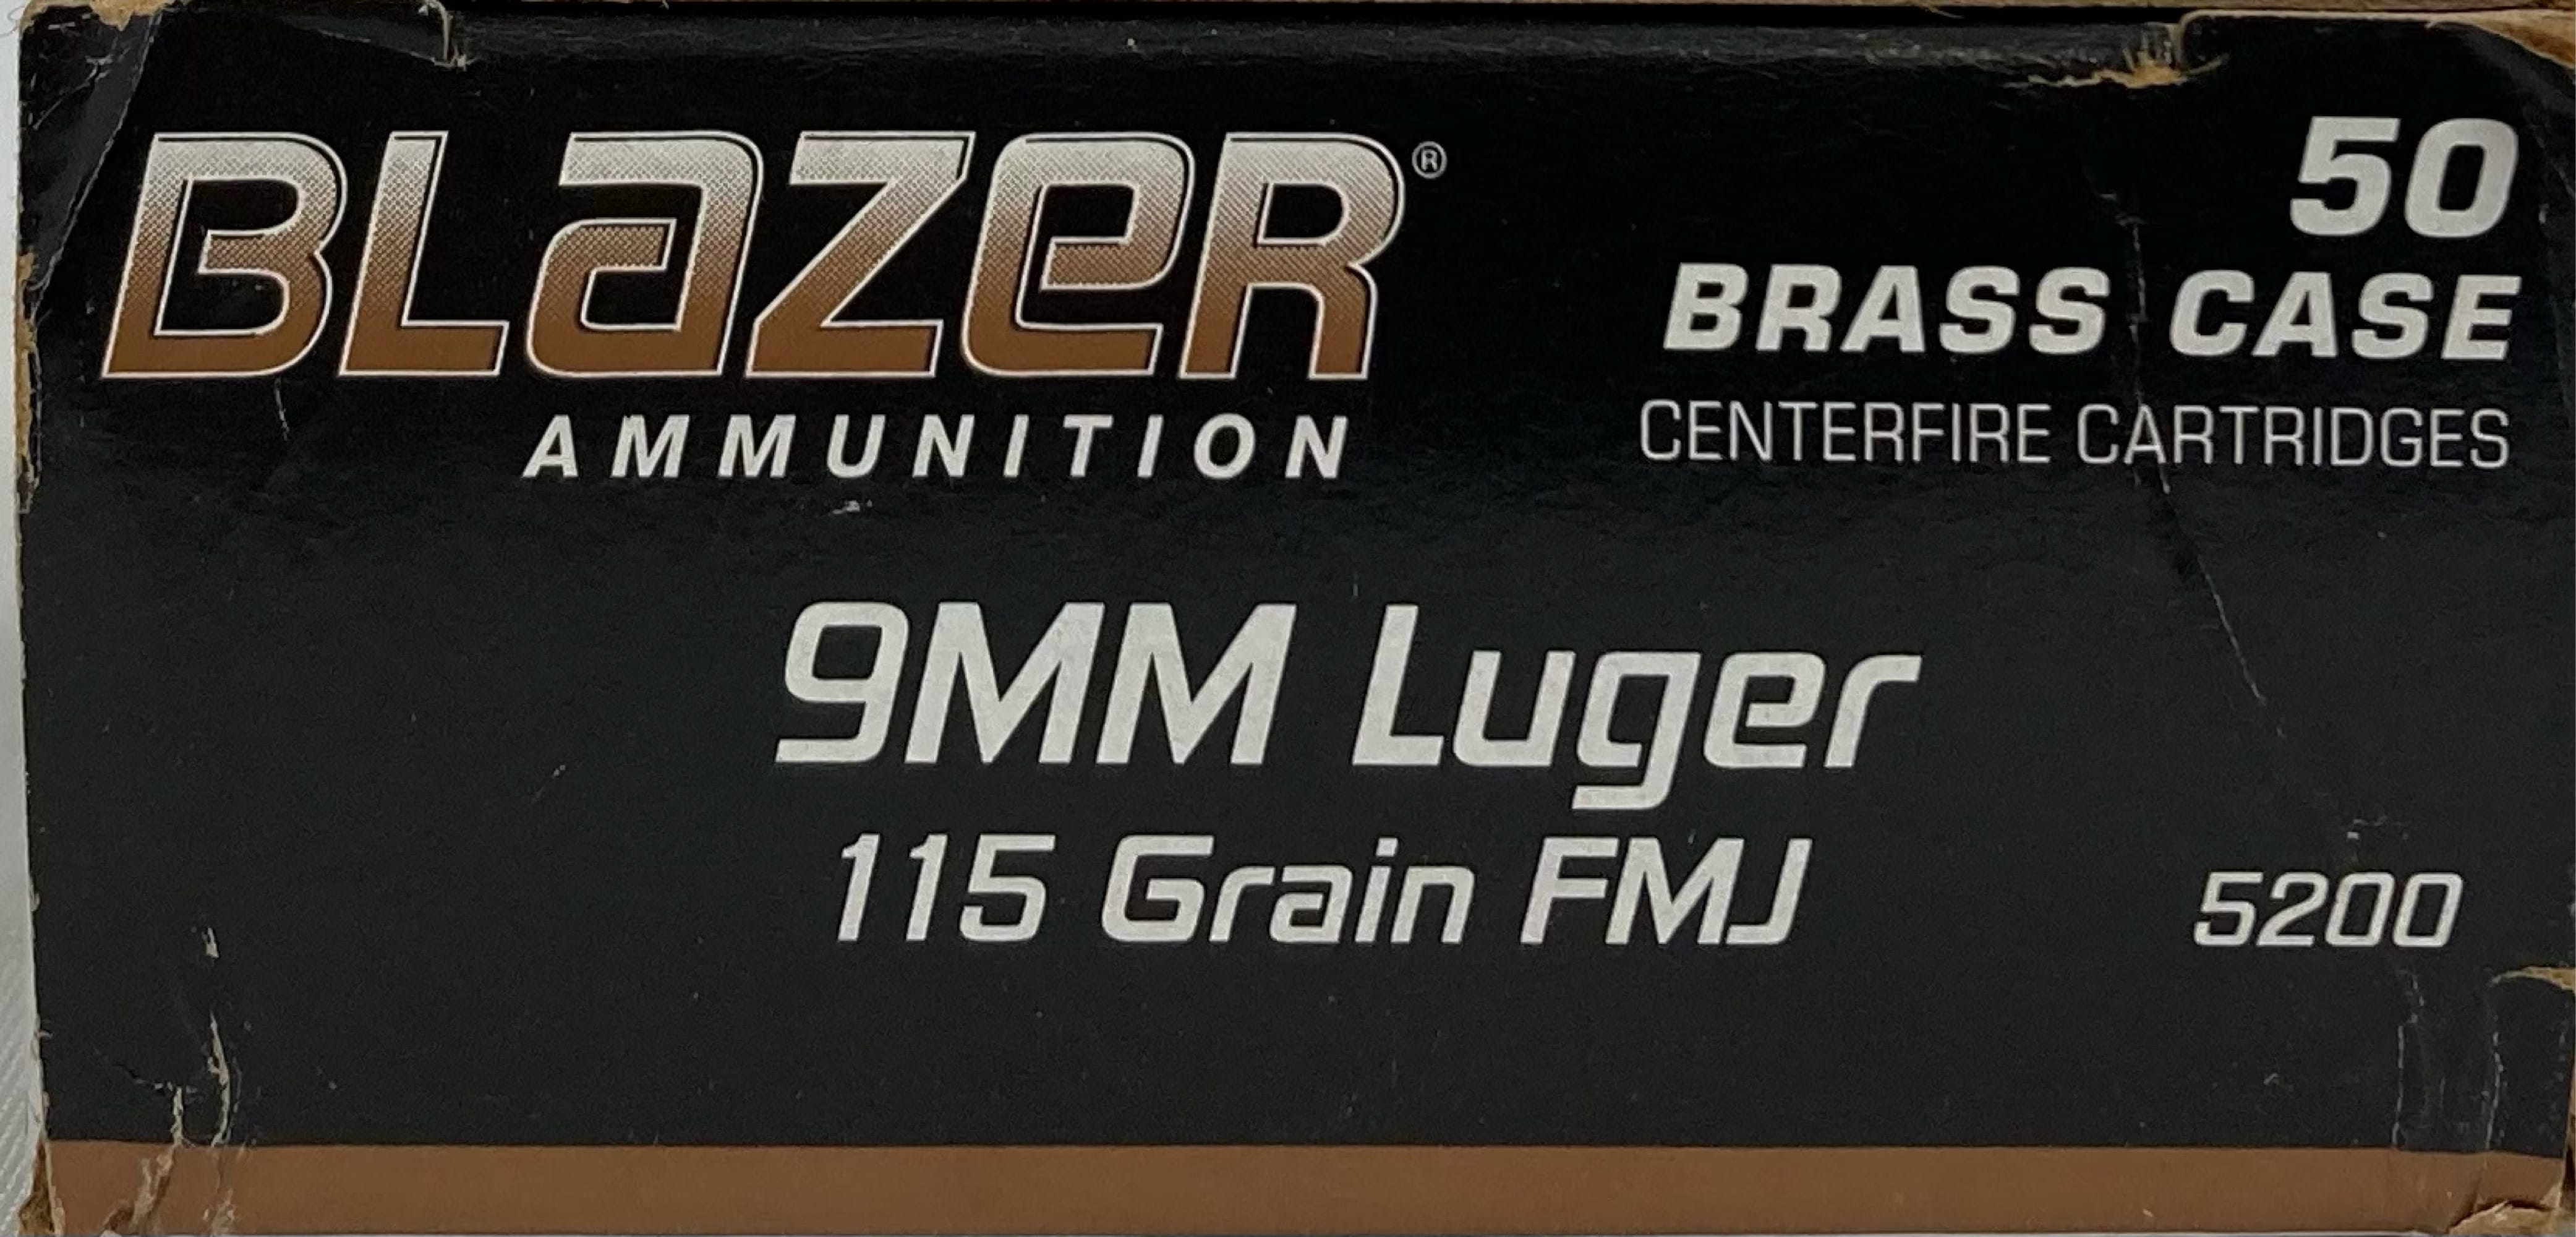 BLazeR®
AMMUNITION
50
BRASS CASE
CENTERFIRE CARTRIDGES
9MM Luger
115 Grain FMJ
5200